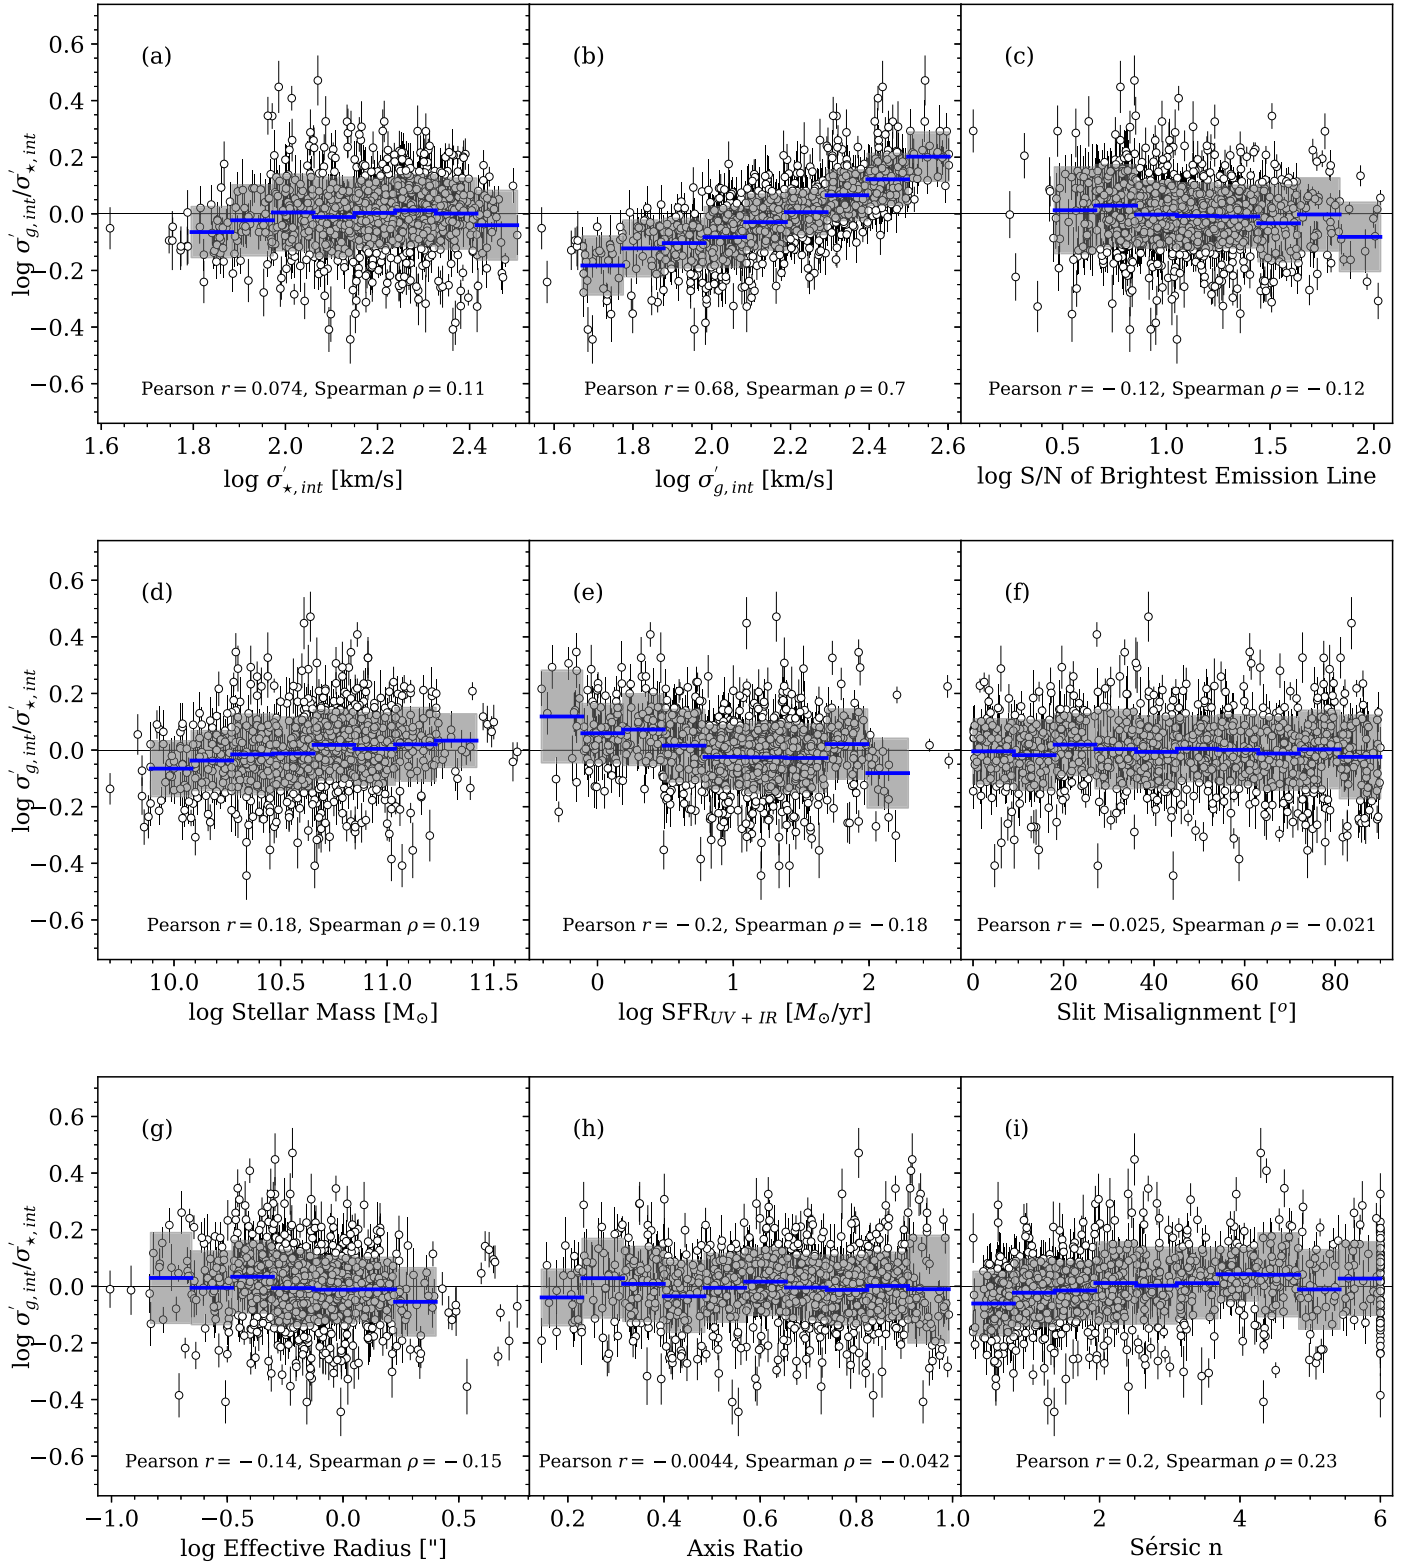 log σ′g,int/σ′⋆,int
0.6
0.4
0.2
0.0
−0.2
−0.4
−0.6
(a)
(b)
(c)
Pearson r = 0.074, Spearman ρ = 0.11
Pearson r = 0.68, Spearman ρ = 0.7
Pearson r = −0.12, Spearman ρ = −0.12
1.6 1.8 2.0 2.2 2.4
1.6 1.8 2.0 2.2 2.4 2.6
0.5 1.0 1.5 2.0
log σ′⋆,int [km/s]
log σ′g,int [km/s]
log S/N of Brightest Emission Line
log σ′g,int/σ′⋆,int
0.6
0.4
0.2
0.0
−0.2
−0.4
−0.6
(d)
(e)
(f)
Pearson r = 0.18, Spearman ρ = 0.19
Pearson r = −0.2, Spearman ρ = −0.18
Pearson r = −0.025, Spearman ρ = −0.021
10.0 10.5 11.0 11.5
0 1 2
0 20 40 60 80
log Stellar Mass [M⊙]
log SFRUV + IR [M⊙/yr]
Slit Misalignment [o]
log σ′g,int/σ′⋆,int
0.6
0.4
0.2
0.0
−0.2
−0.4
−0.6
(g)
(h)
(i)
Pearson r = −0.14, Spearman ρ = −0.15
Pearson r = −0.0044, Spearman ρ = −0.042
Pearson r = 0.2, Spearman ρ = 0.23
−1.0 −0.5 0.0 0.5
0.2 0.4 0.6 0.8 1.0
2 4 6
log Effective Radius ["]
Axis Ratio
Sérsic n